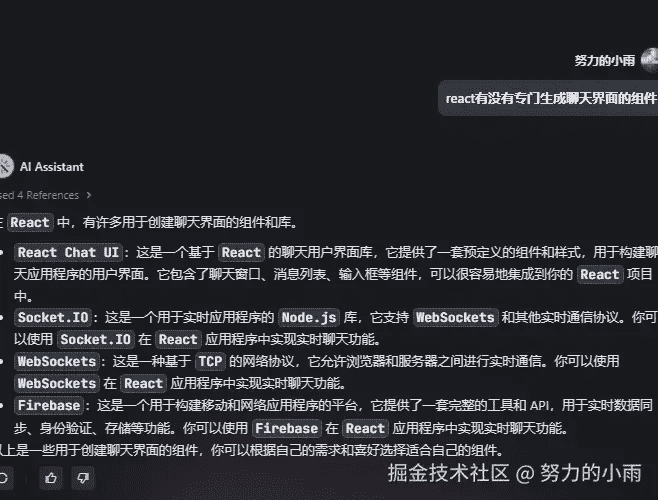 努力的小雨
react有没有专门生成聊天界面的组件
AI Assistant
sed 4 References
React 中，有许多用于创建聊天界面的组件和库。
React Chat UI：这是一个基于 React 的聊天用户界面库，它提供了一套预定义的组件和样式，用于构建聊
天应用程序的用户界面。它包含了聊天窗口、消息列表、输入框等组件，可以很容易地集成到你的 React 项目
中。
Socket.IO：这是一个用于实时应用程序的 Node.js 库，它支持 WebSockets 和其他实时通信协议。你可
以使用 Socket.IO 在 React 应用程序中实现实时聊天功能。
WebSockets：这是一种基于 TCP 的网络协议，它允许浏览器和服务器之间进行实时通信。你可以使用
WebSockets 在 React 应用程序中实现实时聊天功能。
Firebase：这是一个用于构建移动和网络应用程序的平台，它提供了一套完整的工具和 API，用于实时数据同
步、身份验证、存储等功能。你可以使用 Firebase 在 React 应用程序中实现实时聊天功能。
以上是一些用于创建聊天界面的组件，你可以根据自己的需求和喜好选择适合自己的组件。
掘金技术社区 @ 努力的小雨